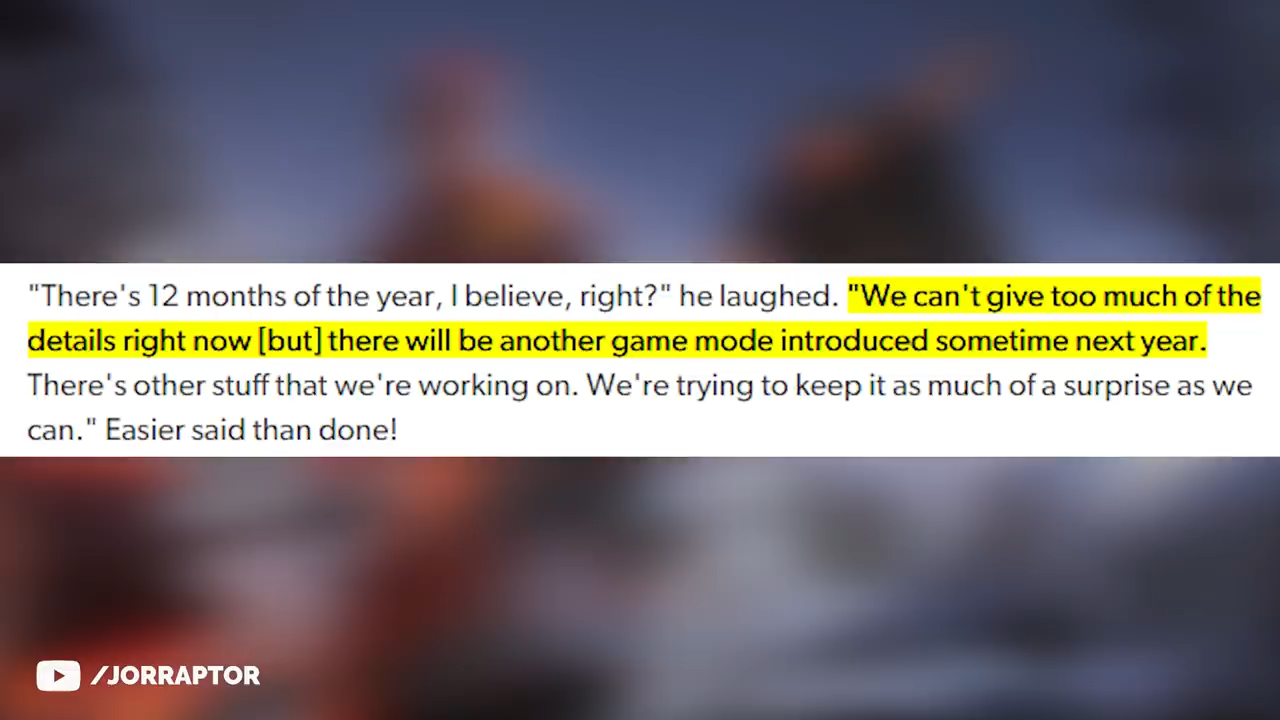 "There's 12 months of the year, I believe, right?" he laughed. "We can't give too much of the
details right now [but] there will be another game mode introduced sometime next year.
There's other stuff that we're working on. We're trying to keep it as much of a surprise as we
can." Easier said than done!
/JORRAPTOR